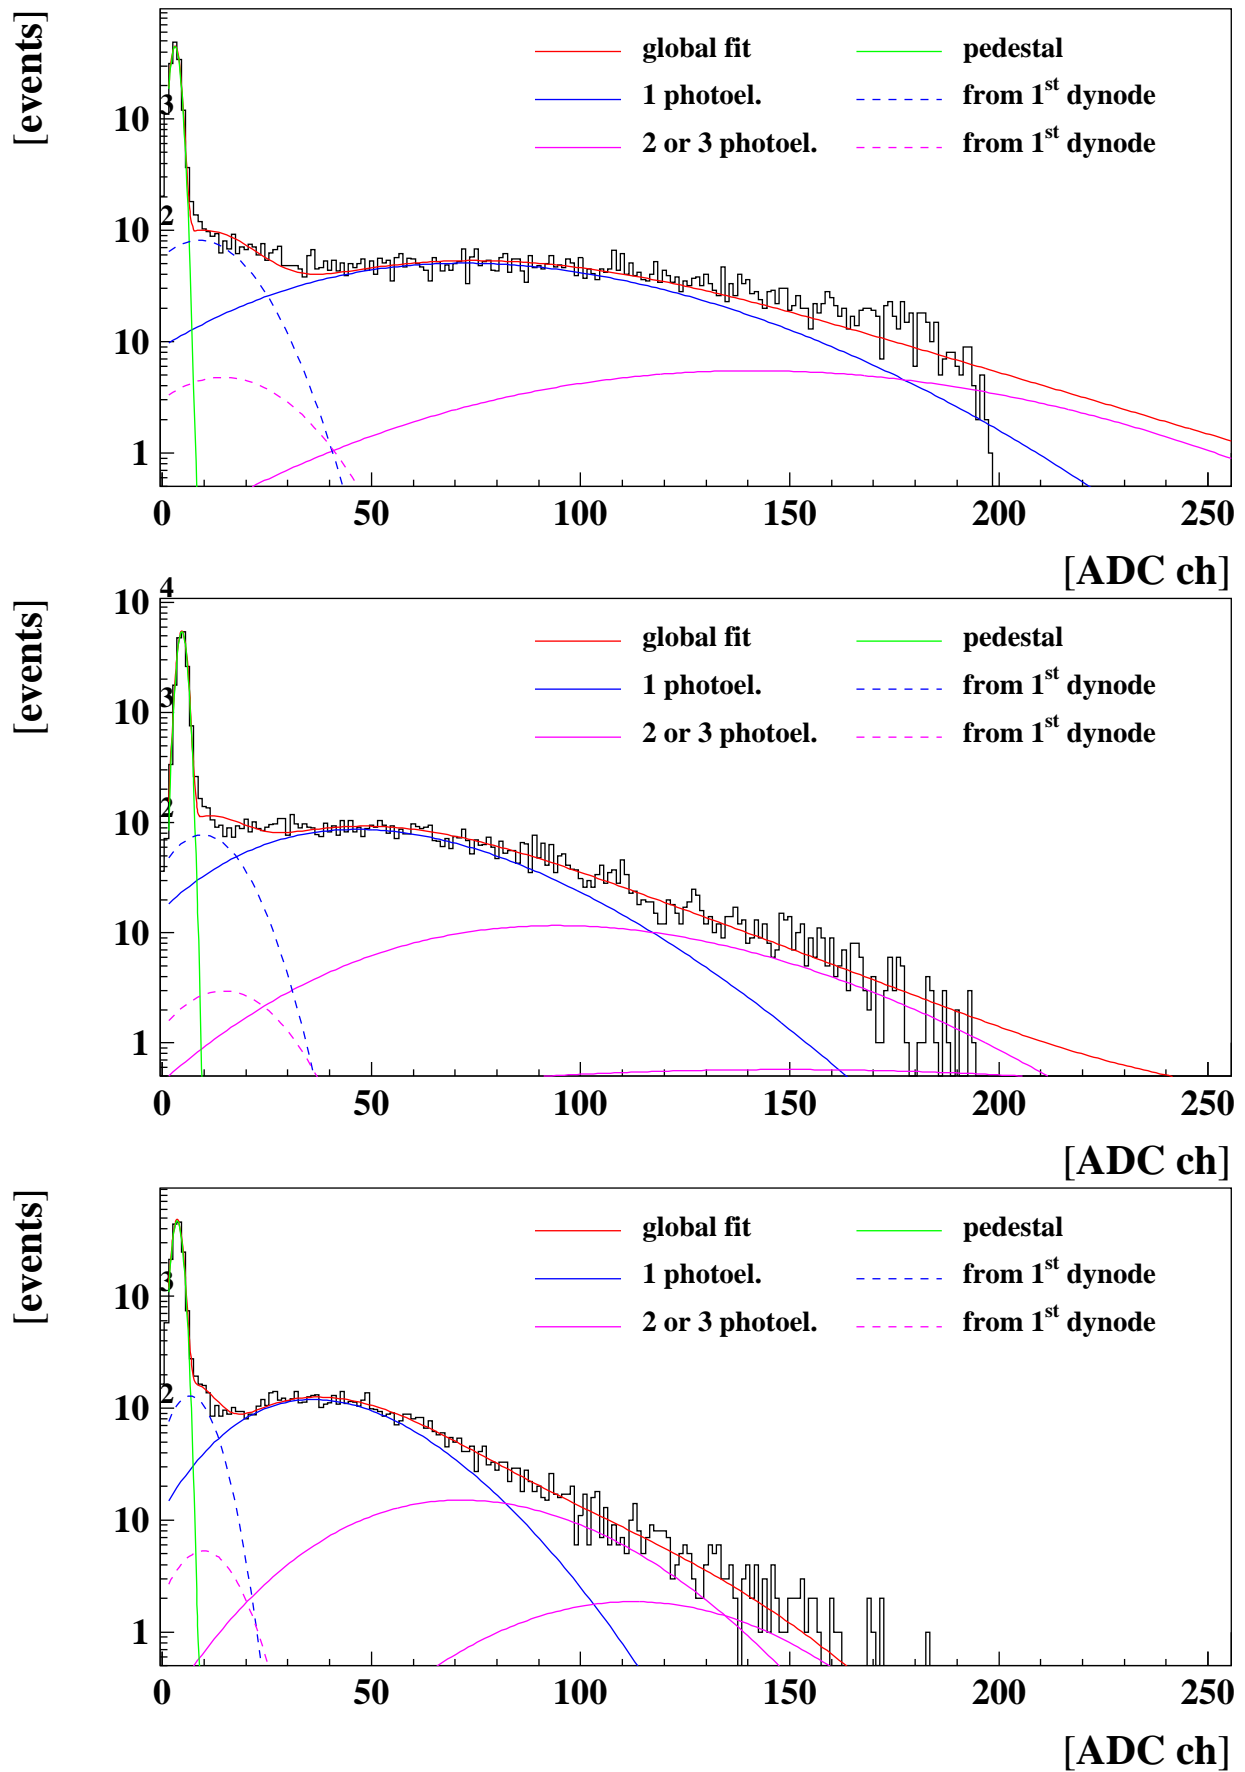 [events]
global fit pedestal
1 photoel. from 1st dynode
2 or 3 photoel. from 1st dynode
10 3
10 2
10
1
0 50 100 150 200 250
[ADC ch]
[events]
10 4
global fit pedestal
1 photoel. from 1st dynode
10 3
2 or 3 photoel. from 1st dynode
10 2
10
1
0 50 100 150 200 250
[ADC ch]
[events]
global fit pedestal
1 photoel. from 1st dynode
10 3
2 or 3 photoel. from 1st dynode
10 2
10
1
0 50 100 150 200 250
[ADC ch]